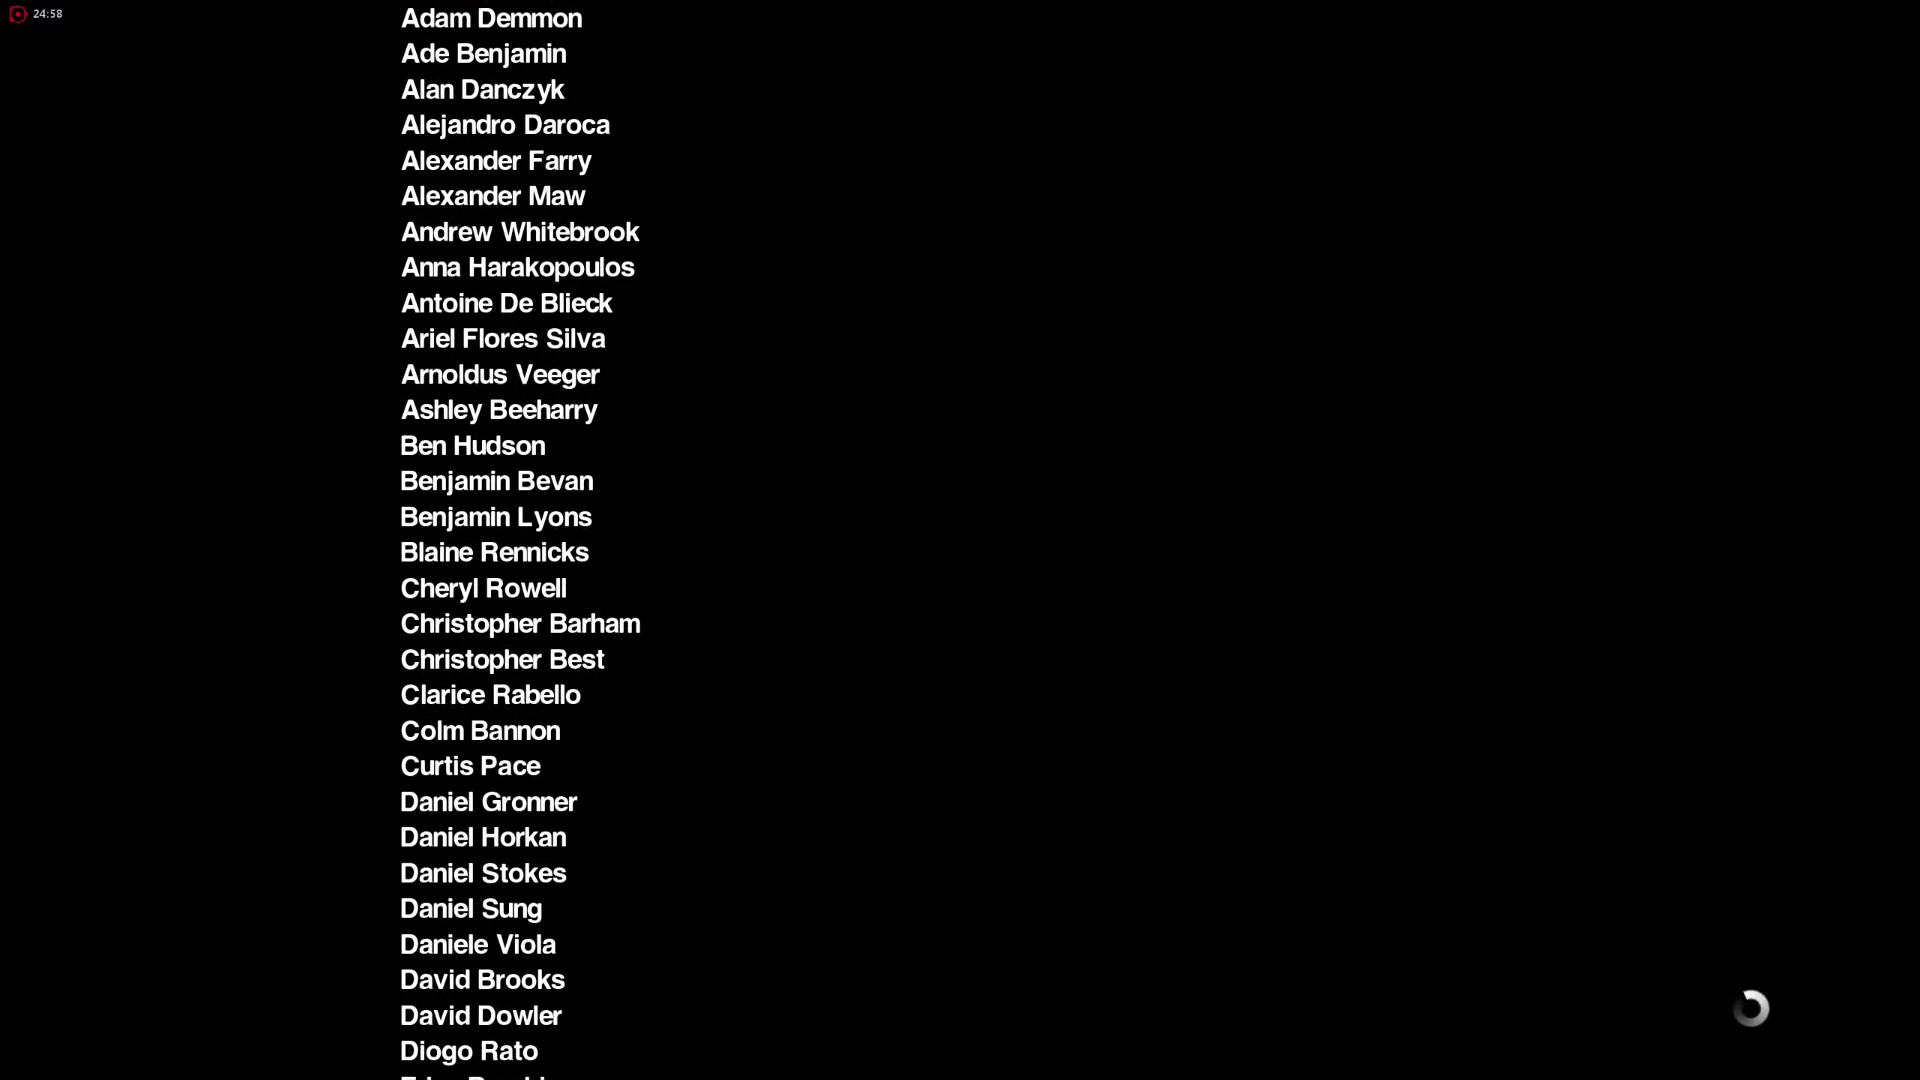 24:58
Adam Demmon
Ade Benjamin
Alan Danczyk
Alejandro Daroca
Alexander Farry
Alexander Maw
Andrew Whitebrook
Anna Harakopoulos
Antoine De Blieck
Ariel Flores Silva
Arnoldus Veeger
Ashley Beeharry
Ben Hudson
Benjamin Bevan
Benjamin Lyons
Blaine Rennicks
Cheryl Rowell
Christopher Barham
Christopher Best
Clarice Rabello
Colm Bannon
Curtis Pace
Daniel Gronner
Daniel Horkan
Daniel Stokes
Daniel Sung
Daniele Viola
David Brooks
David Dowler
Diogo Rato